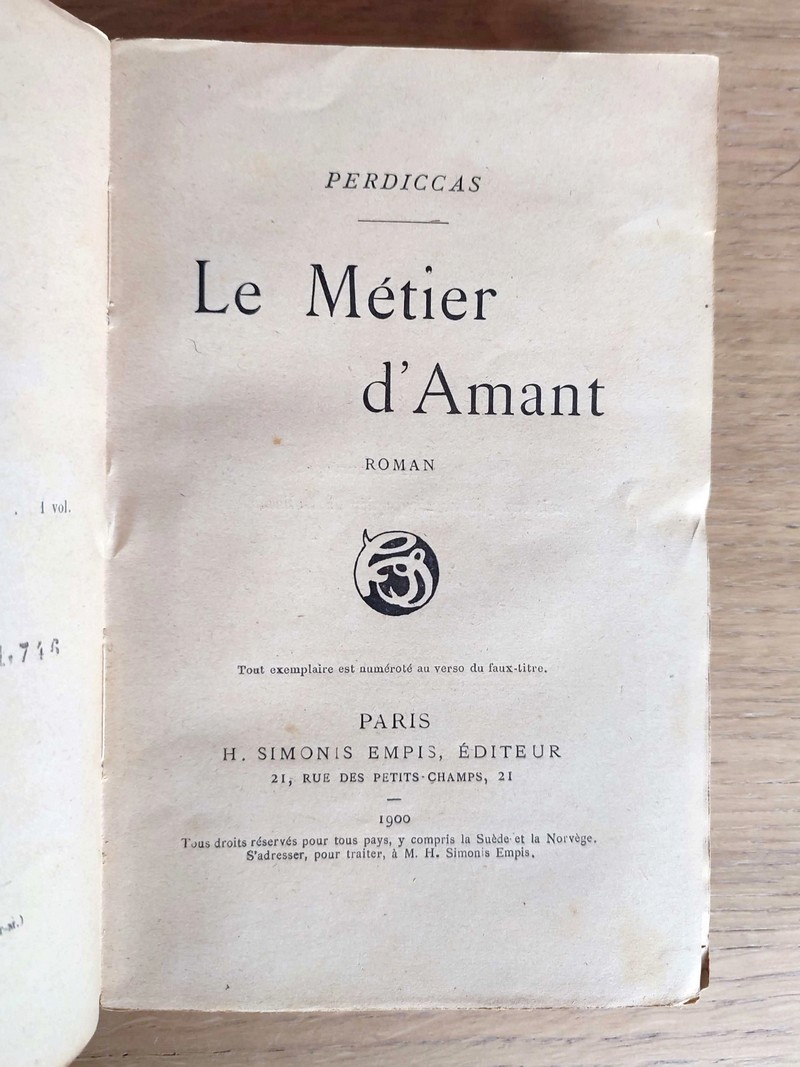 PERDICCAS
Le Métier
d'Amant
ROMAN
Tout exemplaire est numéroté au verso du faux-titre.
PARIS
H. SIMONIS EMPIS, ÉDITEUR
21, RUE DES PETITS-CHAMPS, 21
1900
Tous droits réservés pour tous pays, y compris la Suède et la Norvège.
S'adresser, pour traiter, à M. H. Simonis Empis.
1 vol.